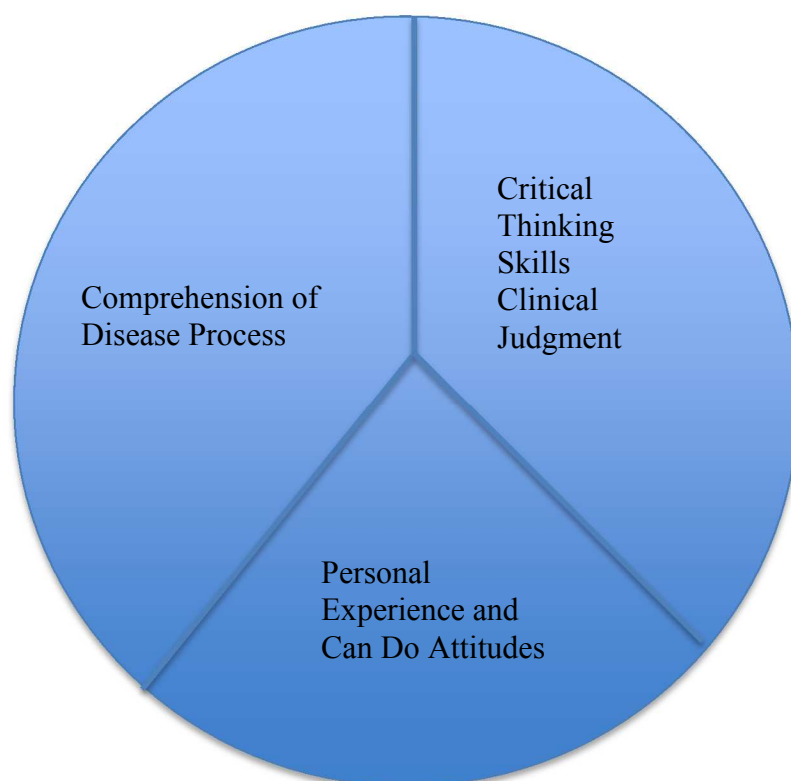 Critical
Thinking
Skills
Clinical
Judgment
Comprehension of
Disease Process
Personal
Experience and
Can Do Attitudes